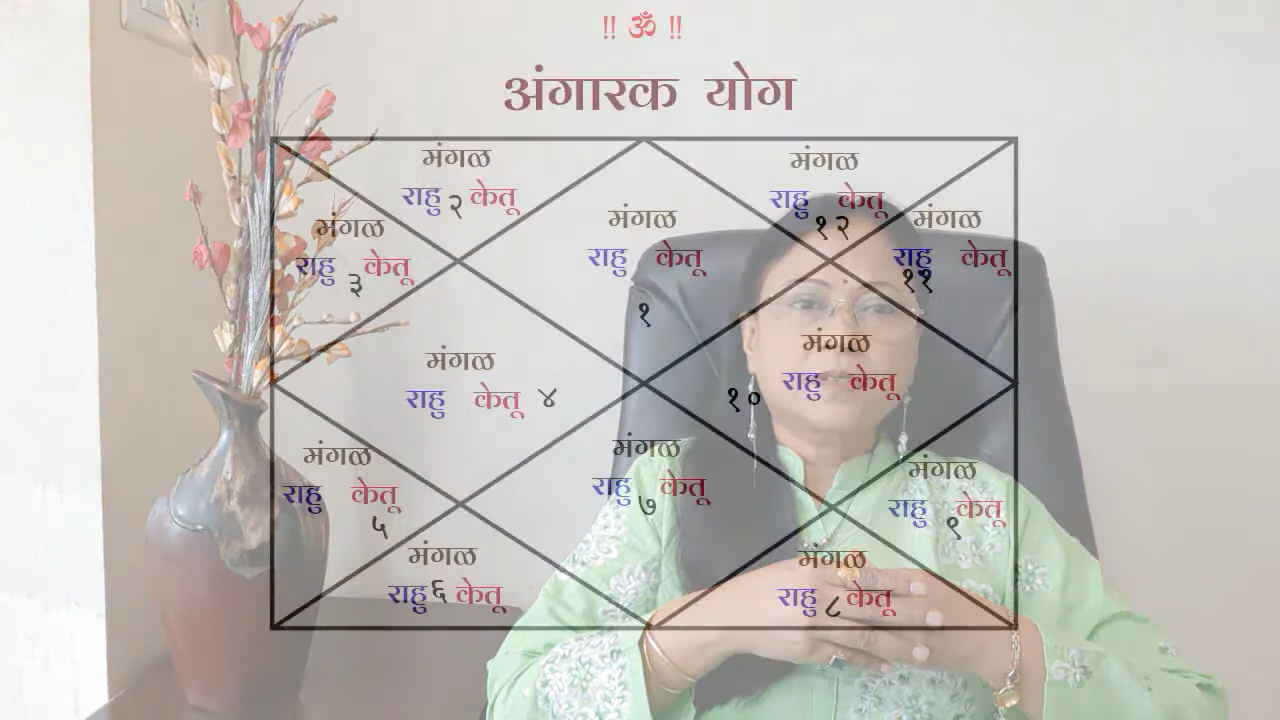 !! ॐ !!
अंगारक योग
मंगळ
राहु २ केतू
मंगळ
राहु केतू
१२
मंगळ
राहु केतू
३
मंगळ
राहु केतू
१
मंगळ
राहु केतू
११
मंगळ
राहु केतू ४
मंगळ
राहु केतू
१०
मंगळ
राहु केतू
५
मंगळ
राहु केतू
७
मंगळ
राहु केतू
९
मंगळ
राहु ६ केतू
मंगळ
राहु ८ केतू